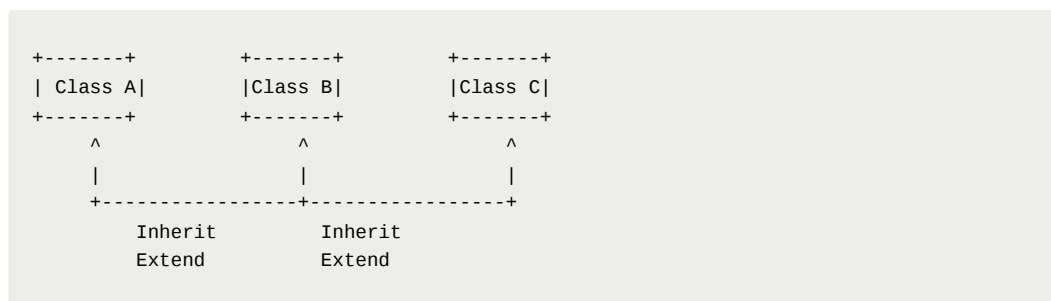 +-------+          +-------+          +-------+
| Class A|         |Class B|          |Class C|
+-------+          +-------+          +-------+
     ^                 ^                  ^
     |                 |                  |
     +-----------------+-----------------+
         Inherit         Inherit
         Extend          Extend